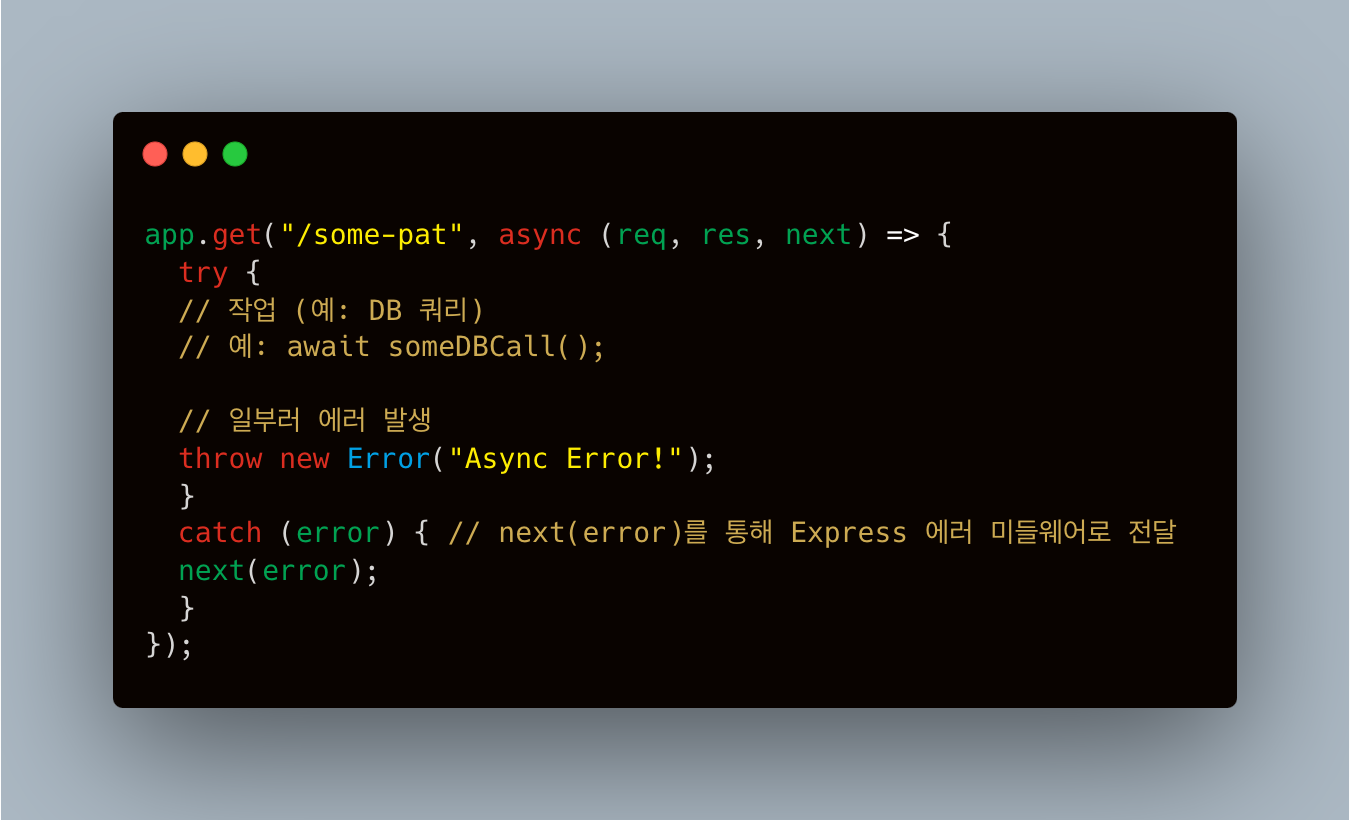 app.get("/some-pat", async (req, res, next) => {
  try {
  // 작업 (예: DB 쿼리)
  // 예: await someDBCall();

  // 일부러 에러 발생
  throw new Error("Async Error!");
  }
  catch (error) { // next(error)를 통해 Express 에러 미들웨어로 전달
  next(error);
  }
});